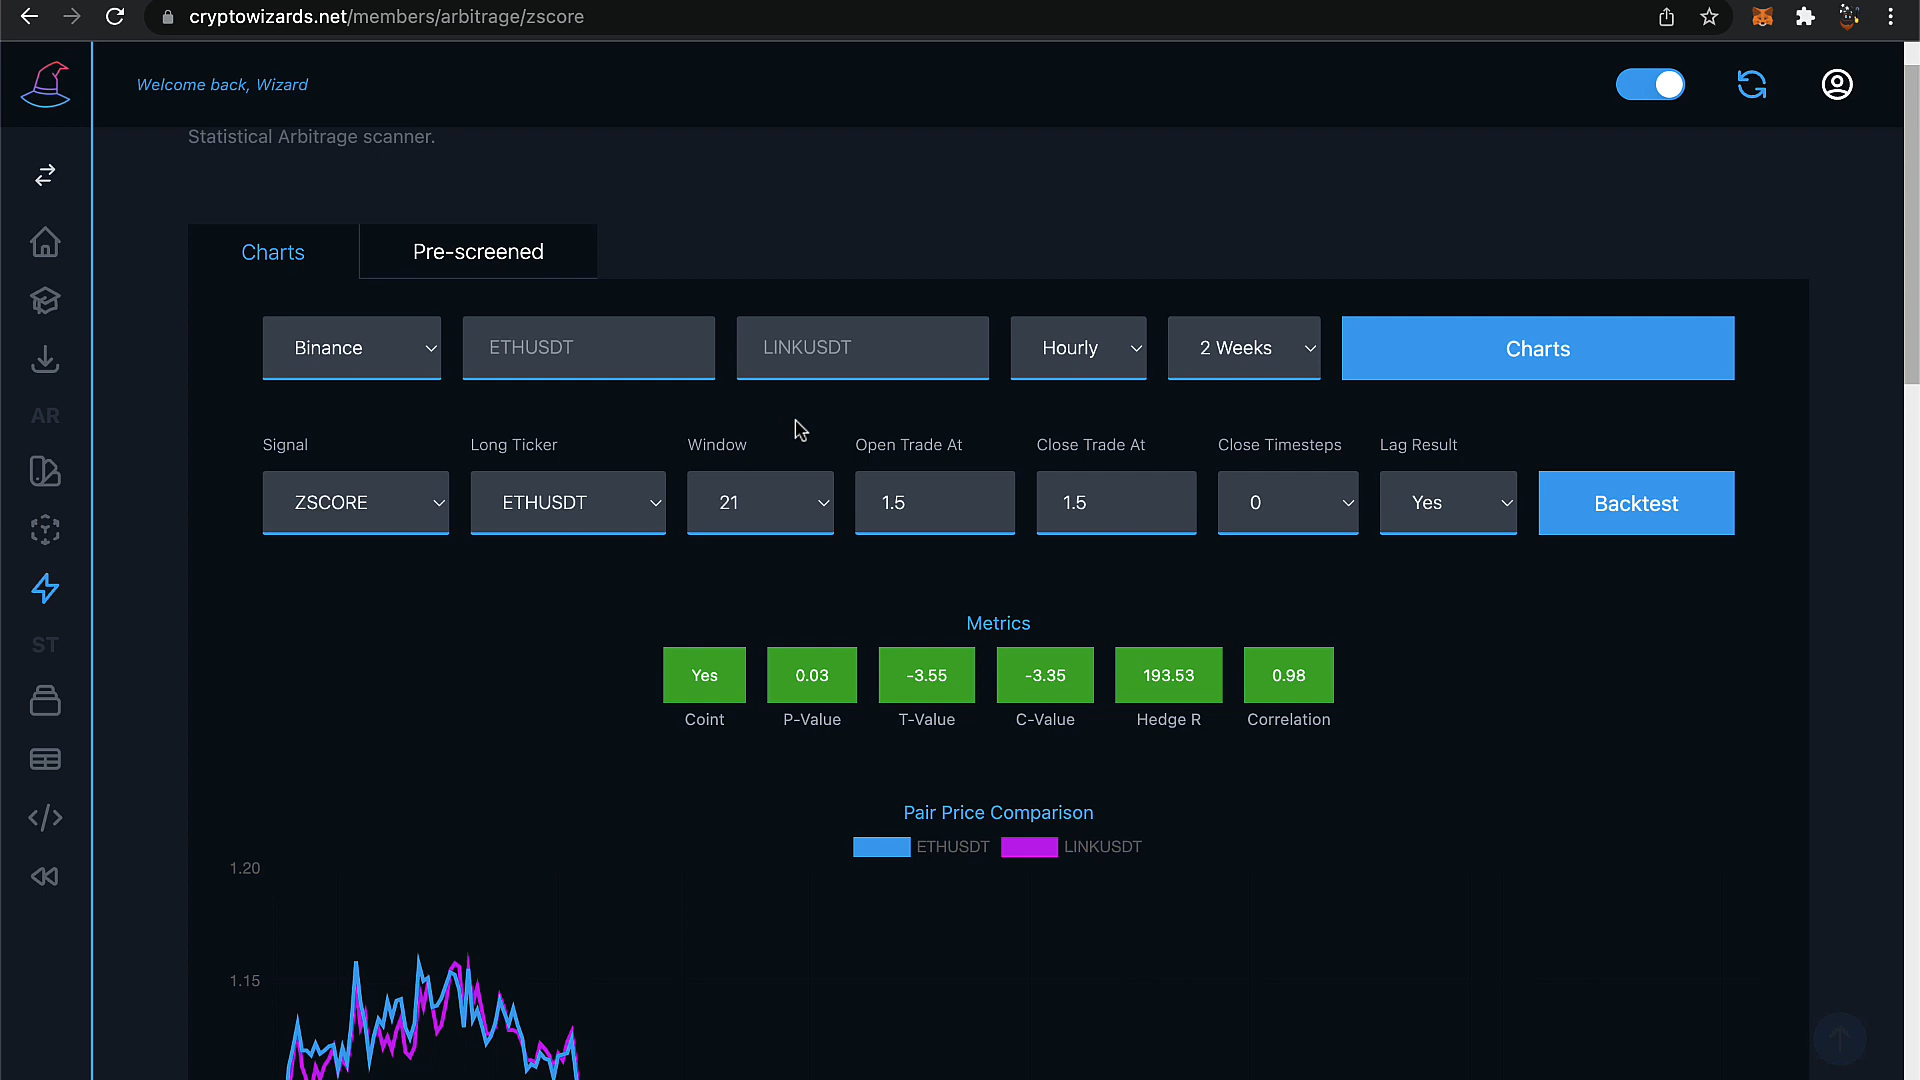 cryptowizards.net/members/arbitrage/zscore
Welcome back, Wizard
Statistical Arbitrage scanner.
Charts
Pre-screened
Binance
ETHUSDT
LINKUSDT
Hourly
2 Weeks
Charts
Signal
Long Ticker
Window
Open Trade At
Close Trade At
Close Timesteps
Lag Result
ZSCORE
ETHUSDT
21
1.5
1.5
0
Yes
Backtest
AR
ST
Metrics
Yes
0.03
-3.55
-3.35
193.53
0.98
Coint
P-Value
T-Value
C-Value
Hedge R
Correlation
Pair Price Comparison
ETHUSDT
LINKUSDT
1.20
1.15